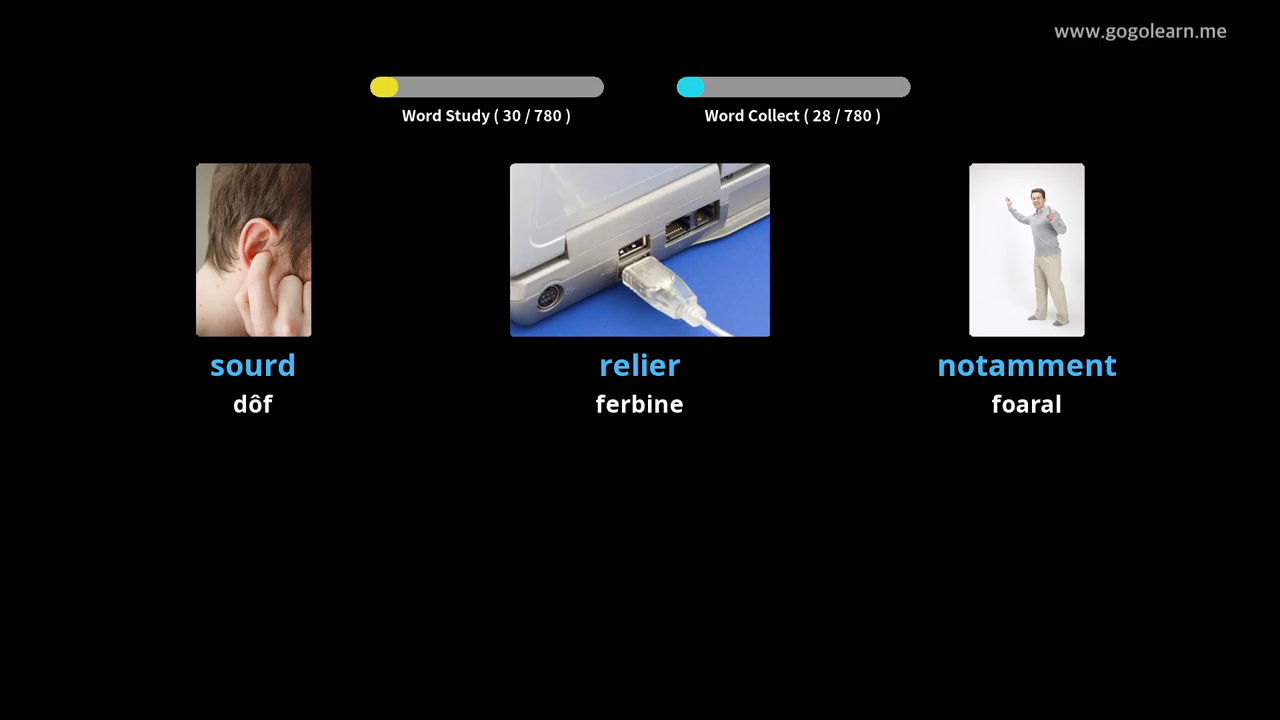 www.gogolearn.me
Word Study ( 30 / 780 )
Word Collect ( 28 / 780 )
sourd
dôf
relier
ferbine
notamment
foaral